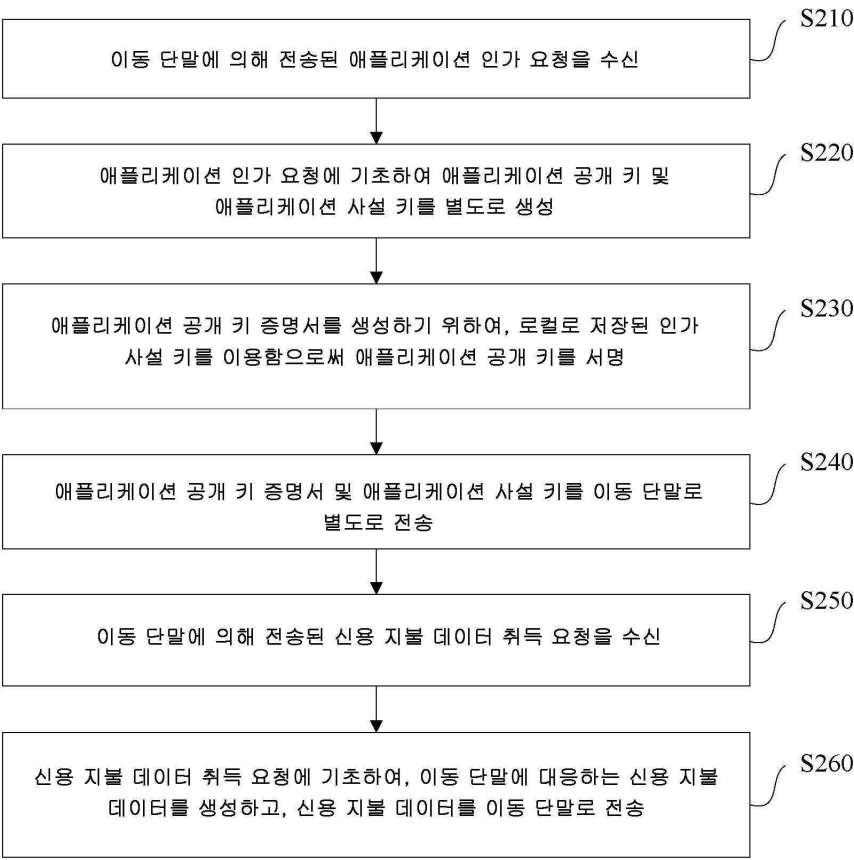 S210
이동 단말에 의해 전송된 애플리케이션 인가 요청을 수신
S220
애플리케이션 인가 요청에 기초하여 애플리케이션 공개 키 및
애플리케이션 사설 키를 별도로 생성
S230
애플리케이션 공개 키 증명서를 생성하기 위하여, 로컬로 저장된 인가
사설 키를 이용함으로써 애플리케이션 공개 키를 서명
S240
애플리케이션 공개 키 증명서 및 애플리케이션 사설 키를 이동 단말로
별도로 전송
S250
이동 단말에 의해 전송된 신용 지불 데이터 취득 요청을 수신
S260
신용 지불 데이터 취득 요청에 기초하여, 이동 단말에 대응하는 신용 지불
데이터를 생성하고, 신용 지불 데이터를 이동 단말로 전송